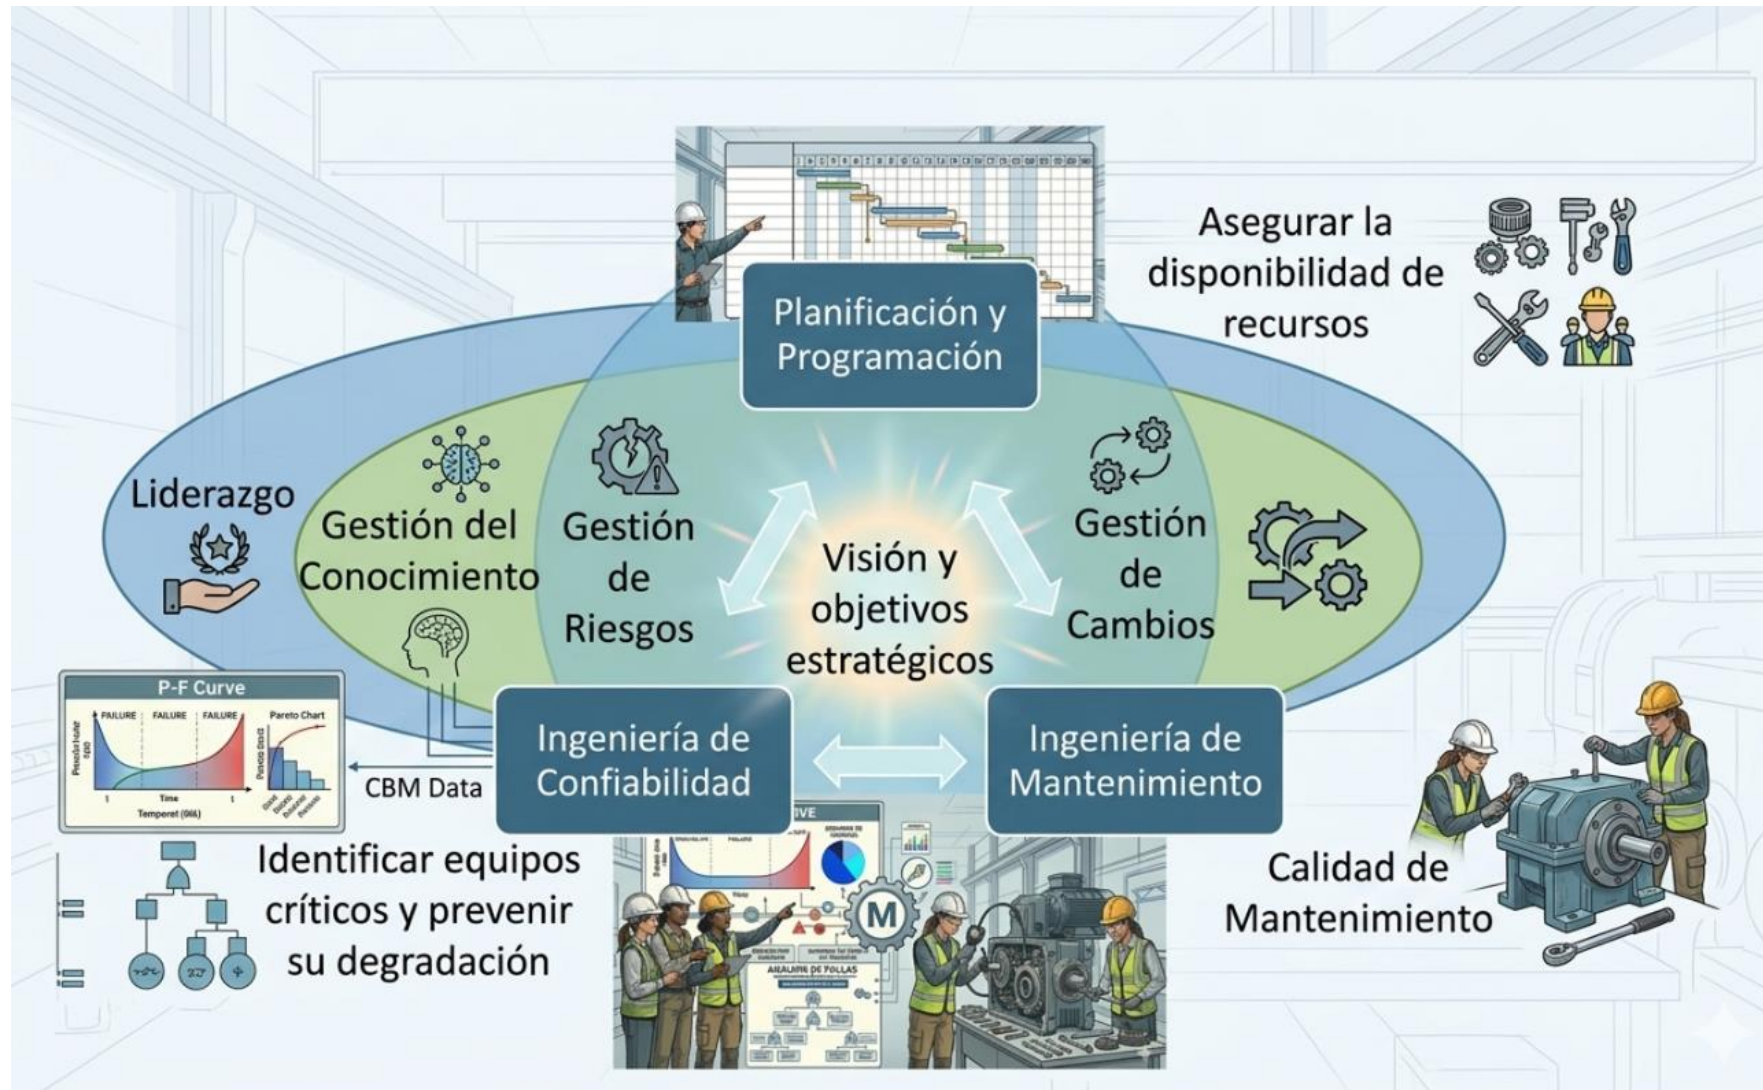 Planificación y
Programación
Asegurar la
disponibilidad de
recursos
Liderazgo
Gestión del
Conocimiento
Gestión
de
Riesgos
Visión y
objetivos
estratégicos
Gestión
de
Cambios
P-F Curve
FAILURE
FAILURE
FAILURE
Pareto Chart
Time
CBM Data
Ingeniería de
Confiabilidad
Ingeniería de
Mantenimiento
Identificar equipos
críticos y prevenir
su degradación
M
Calidad de
Mantenimiento